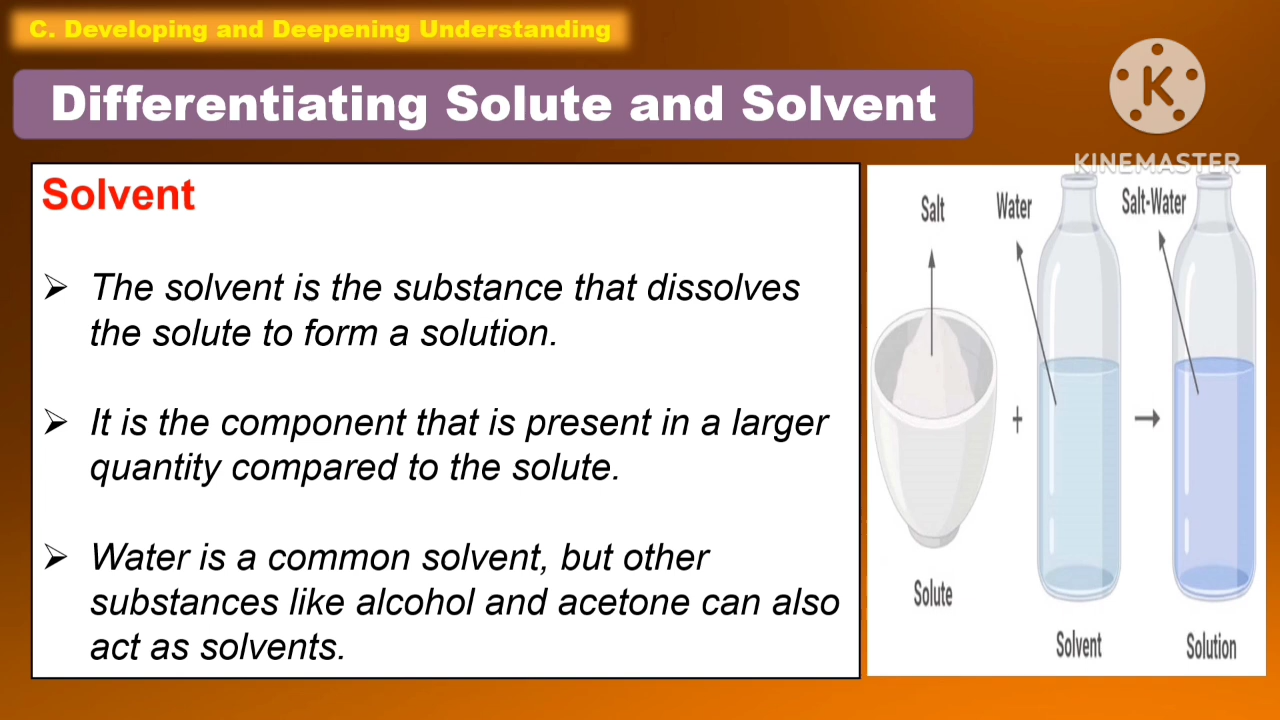 C. Developing and Deepening Understanding
Differentiating Solute and Solvent
K
KINEMASTER
Solvent
➢ The solvent is the substance that dissolves
the solute to form a solution.
➢ It is the component that is present in a larger
quantity compared to the solute.
➢ Water is a common solvent, but other
substances like alcohol and acetone can also
act as solvents.
Salt
Water
Salt-Water
+
→
Solute
Solvent
Solution